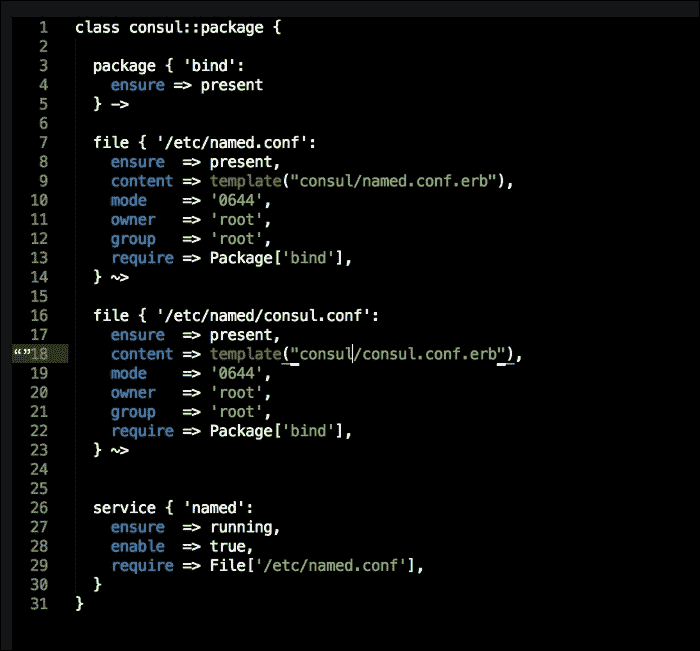 1 class consul::package {
2
3   package { 'bind':
4     ensure => present
5   } ->
6
7   file { '/etc/named.conf':
8     ensure  => present,
9     content => template("consul/named.conf.erb"),
10     mode    => '0644',
11     owner   => 'root',
12     group   => 'root',
13     require => Package['bind'],
14   } ~>
15
16   file { '/etc/named/consul.conf':
17     ensure  => present,
“”18     content => template("consul/consul.conf.erb"),
19     mode    => '0644',
20     owner   => 'root',
21     group   => 'root',
22     require => Package['bind'],
23   } ~>
24
25
26   service { 'named':
27     ensure  => running,
28     enable  => true,
29     require => File['/etc/named.conf'],
30   }
31 }